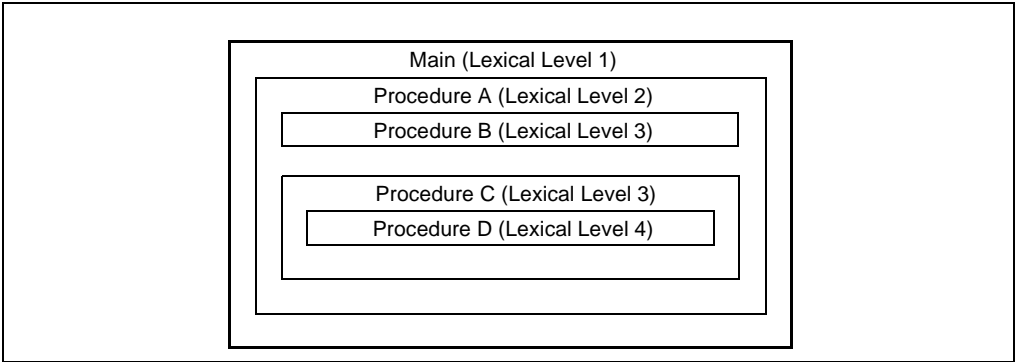 Main (Lexical Level 1)
Procedure A (Lexical Level 2)
Procedure B (Lexical Level 3)
Procedure C (Lexical Level 3)
Procedure D (Lexical Level 4)